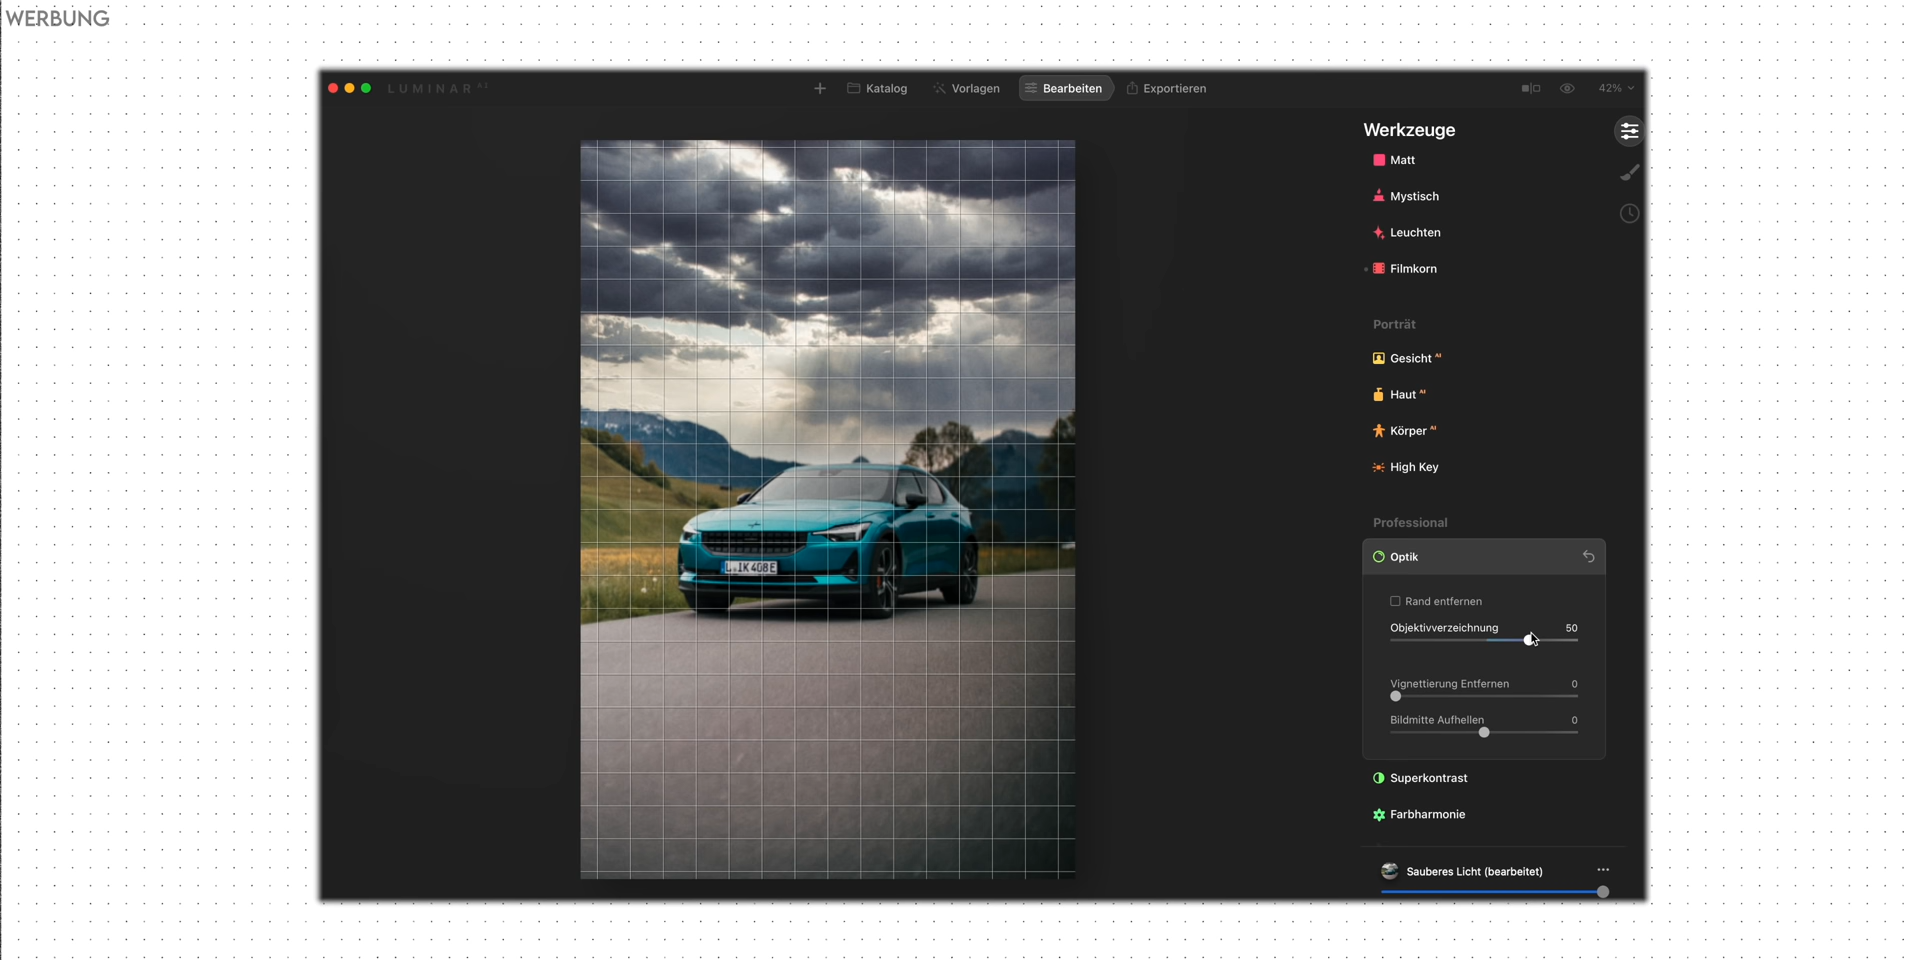 WERBUNG
LUMINAR AI
Katalog
Vorlagen
Bearbeiten
Exportieren
42%
Werkzeuge
Matt
Mystisch
Leuchten
Filmkorn
Porträt
Gesicht AI
Haut AI
Körper AI
High Key
Professional
Optik
Rand entfernen
Objektivverzeichnung 50
Vignettierung Entfernen 0
Bildmitte Aufhellen 0
Superkontrast
Farbharmonie
Sauberes Licht (bearbeitet)
IK 408E